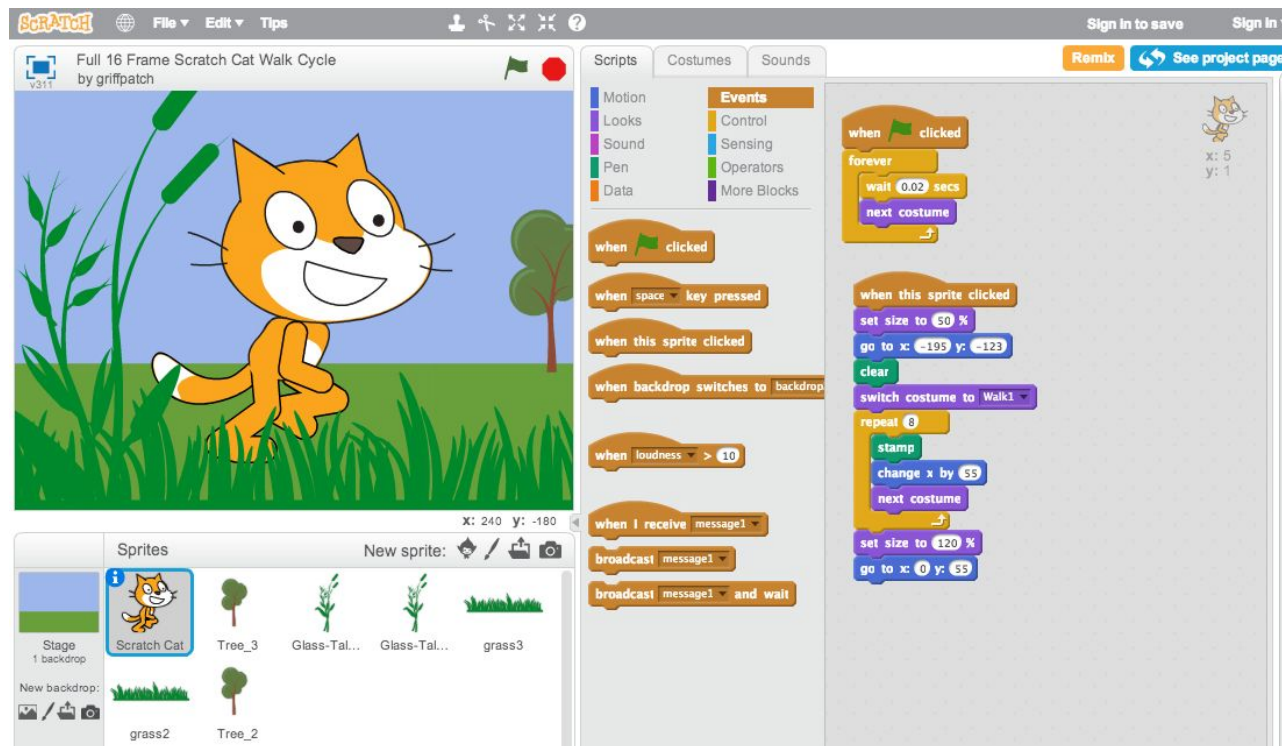 SCRATCH File Edit Tips ? Sign in to save Sign in
v311
Full 16 Frame Scratch Cat Walk Cycle
by griffpatch
Scripts Costumes Sounds
Remix See project page
Motion Events
Looks Control
Sound Sensing
Pen Operators
Data More Blocks
when clicked
when space key pressed
when this sprite clicked
when backdrop switches to backdrop
when loudness > 10
when I receive message1
broadcast message1
broadcast message1 and wait
when clicked
forever
wait 0.02 secs
next costume
when this sprite clicked
set size to 50 %
go to x: -195 y: -123
clear
switch costume to Walk1
repeat 8
stamp
change x by 55
next costume
set size to 120 %
go to x: 0 y: 55
x: 5
y: 1
x: 240 y: -180
Sprites New sprite:
Stage
1 backdrop
New backdrop:
i
Scratch Cat Tree_3 Glass-Tal... Glass-Tal... grass3
grass2 Tree_2